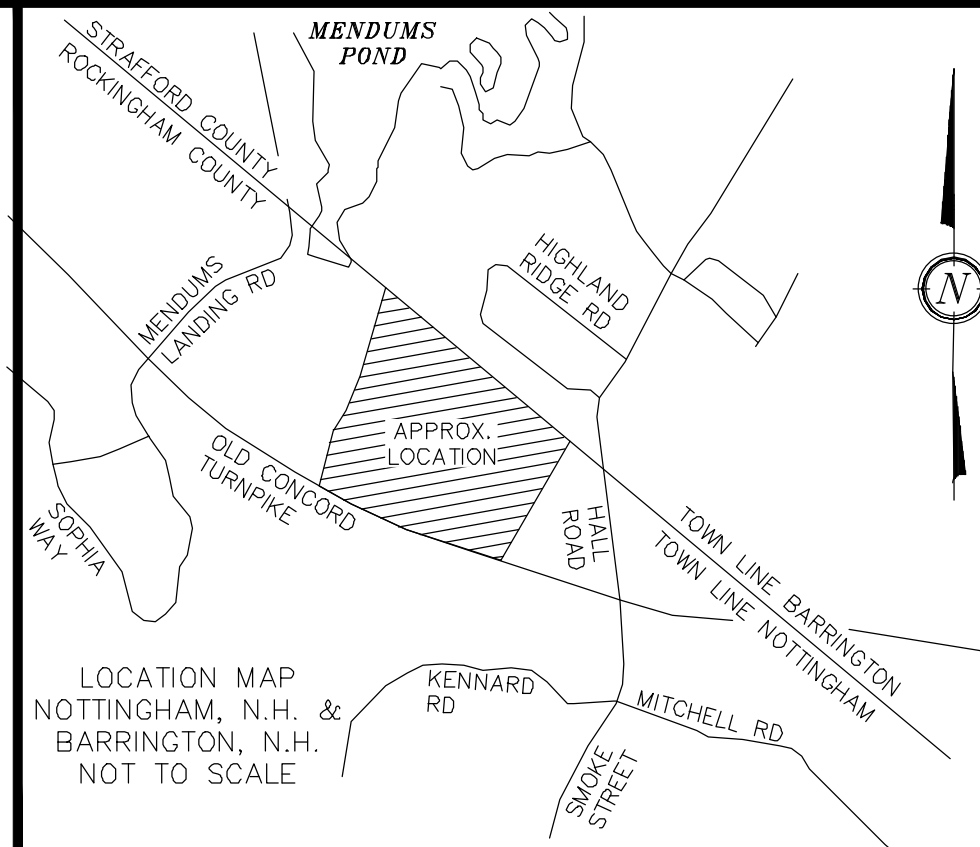 MENDUMS
POND
STRAFFORD COUNTY
ROCKINGHAM COUNTY
HIGHLAND
RIDGE RD
N
MENDUMS
LANDING RD
APPROX.
LOCATION
OLD CONCORD
TURNPIKE
SOPHIA
WAY
HALL
ROAD
TOWN LINE BARRINGTON
TOWN LINE NOTTINGHAM
KENNARD
RD
MITCHELL RD
SMOKE
STREET
LOCATION MAP
NOTTINGHAM, N.H. &
BARRINGTON, N.H.
NOT TO SCALE